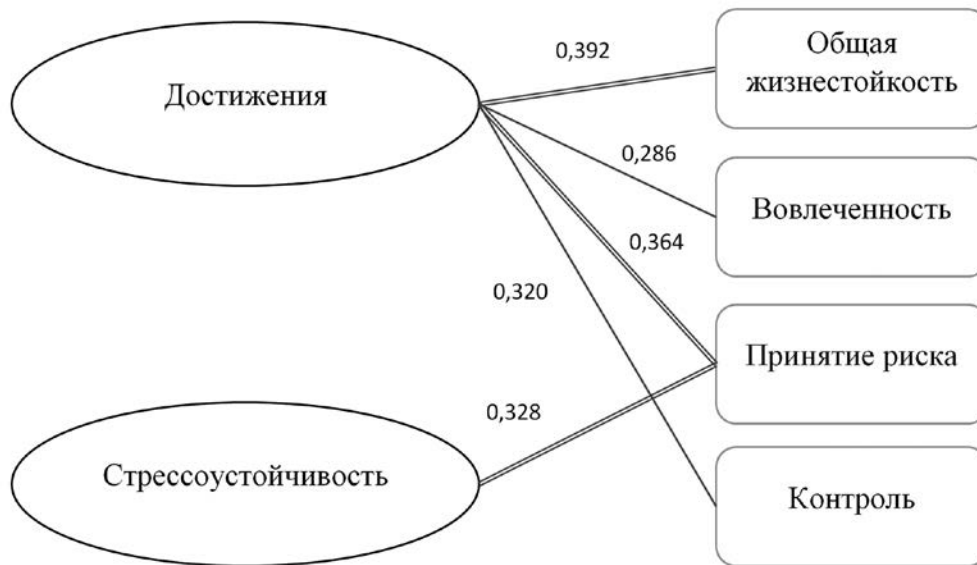 Достижения
0,392
Общая
жизнестойкость
0,286
Вовлеченность
0,364
0,320
Принятие риска
0,328
Стрессоустойчивость
Контроль